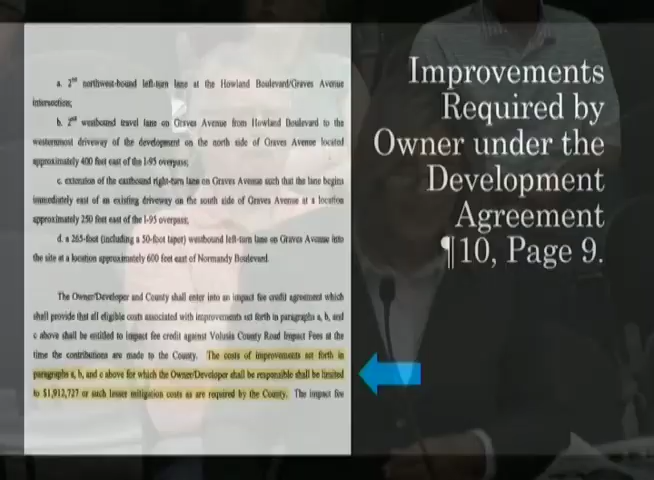 a. 2nd northwest-bound left-turn lane at the Howland Boulevard/Graves Avenue
intersection;
b. 2nd westbound travel lane on Graves Avenue from Howland Boulevard to the
westernmost driveway of the development on the north side of Graves Avenue located
approximately 400 feet east of the I-95 overpass;
c. extension of the eastbound right-turn lane on Graves Avenue such that the lane begins
immediately east of an existing driveway on the south side of Graves Avenue at a location
approximately 250 feet east of the I-95 overpass;
d. a 265-foot (including a 50-foot taper) westbound left-turn lane on Graves Avenue into
the site at a location approximately 600 feet east of Normandy Boulevard.
The Owner/Developer and County shall enter into an impact fee credit agreement which
shall provide that all eligible costs associated with improvements set forth in paragraphs a, b, and
c above shall be entitled to impact fee credit against Volusia County Road Impact Fees at the
time the contributions are made to the County. The costs of improvements set forth in
paragraphs a, b, and c above for which the Owner/Developer shall be responsible shall be limited
to $1,912,727 or such lesser mitigation costs as are required by the County. The impact fee
Improvements
Required by
Owner under the
Development
Agreement
¶10, Page 9.